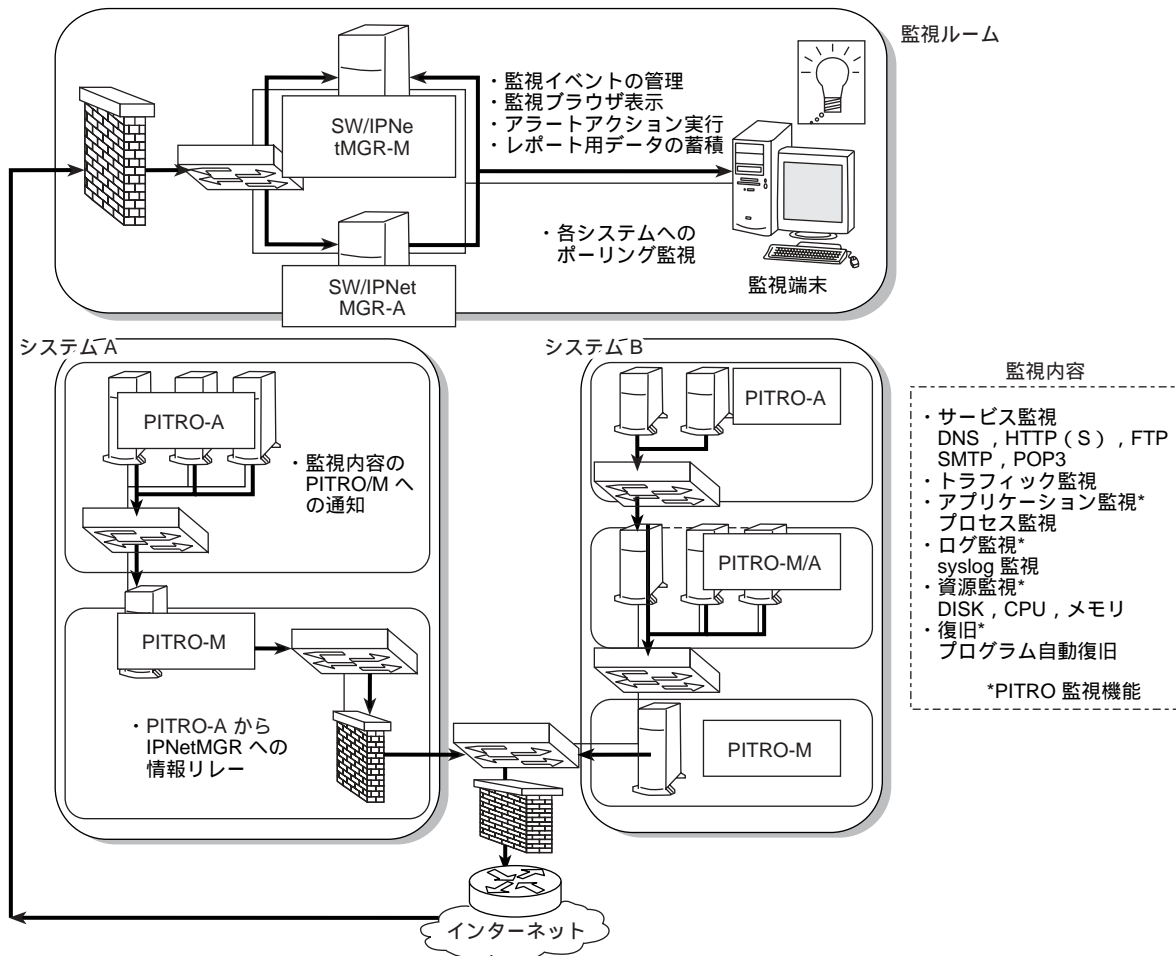 監視ルーム
・監視イベントの管理
・監視ブラウザ表示
・アラートアクション実行
・レポート用データの蓄積
SW/IPNe
tMGR-M
・各システムへの
ポーリング監視
SW/IPNet
MGR-A
監視端末
システム A
PITRO-A
・監視内容の
PITRO/M へ
の通知
PITRO-M
・PITRO-A から
IPNetMGR への
情報リレー
システム B
PITRO-A
PITRO-M/A
PITRO-M
監視内容
・サービス監視
DNS , HTTP ( S ) , FTP
SMTP , POP3
・トラフィック監視
・アプリケーション監視*
プロセス監視
・ログ監視*
syslog 監視
・資源監視*
DISK , CPU , メモリ
・復旧*
プログラム自動復旧
*PITRO 監視機能
インターネット